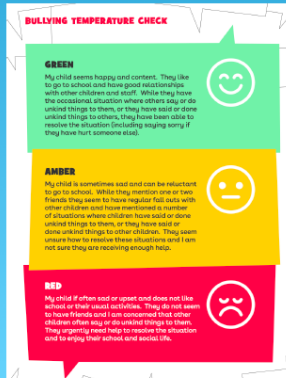 BULLYING TEMPERATURE CHECK
GREEN
My child seems happy and content. They like
to go to school and have good relationships
with other children and staff. While they have
the occasional situation where others say or do
unkind things to them, or they have said or done
unkind things to others, they have been able to
resolve the situation (including saying sorry if
they have hurt someone else).
AMBER
My child is sometimes sad and can be reluctant
to go to school. While they mention one or two
friends they seem to have regular fall outs with
other children and have mentioned a number
of situations where children have said or done
unkind things to them, or they have said or
done unkind things to other children. They seem
unsure how to resolve these situations and I am
not sure they are receiving enough help.
RED
My child if often sad or upset and does not like
school or their usual activities. They do not seem
to have friends and I am concerned that other
children often say or do unkind things to them.
They urgently need help to resolve the situation
and to enjoy their school and social life.